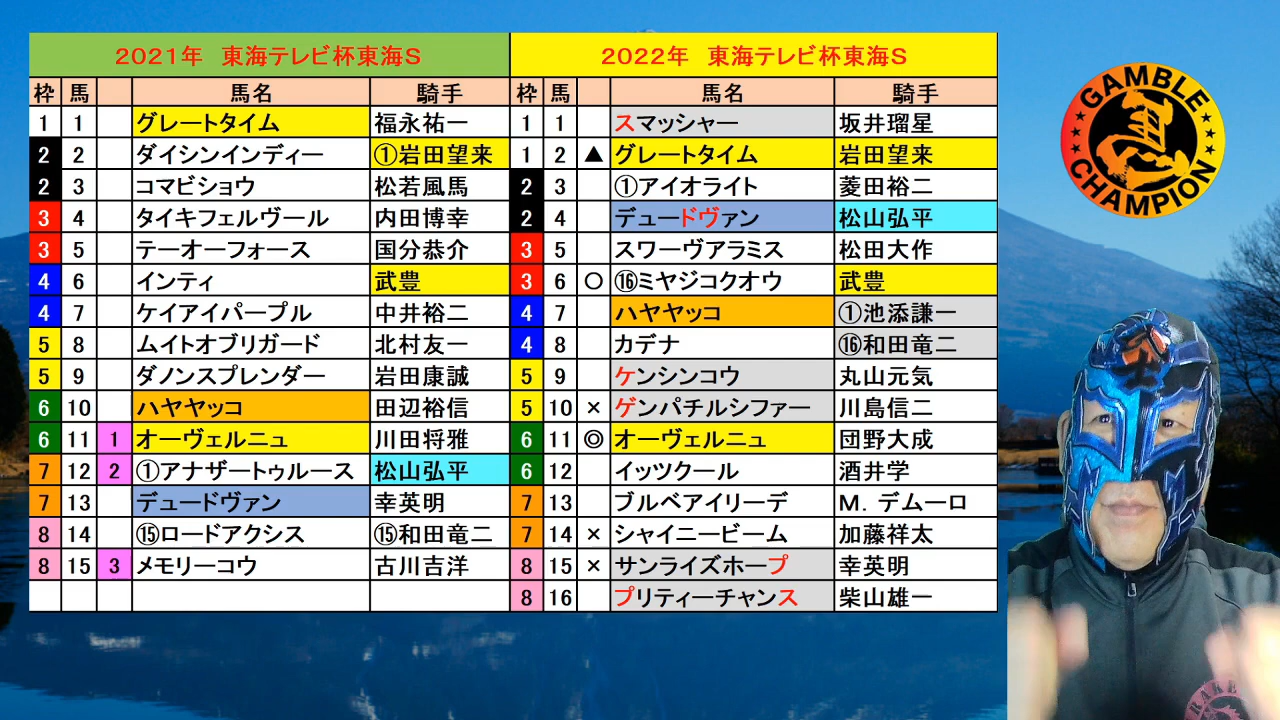 2021年 東海テレビ杯東海S 2022年 東海テレビ杯東海S
枠 馬 馬名 騎手 枠 馬 馬名 騎手
1 1 グレートタイム 福永祐一 1 1 スマッシャー 坂井瑠星
2 2 ダイシンインディー ①岩田望来 1 2 ▲ グレートタイム 岩田望来
2 3 コマビショウ 松若風馬 2 3 ①アイオライト 菱田裕二
3 4 タイキフェルヴール 内田博幸 2 4 デュードヴァン 松山弘平
3 5 テーオーフォース 国分恭介 3 5 スワーヴアラミス 松田大作
4 6 インティ 武豊 3 6 ○ ⑯ミヤジコクオウ 武豊
4 7 ケイアイパープル 中井裕二 4 7 ハヤヤッコ ①池添謙一
5 8 ムイトオブリガード 北村友一 4 8 カデナ ⑯和田竜二
5 9 ダノンスプレンダー 岩田康誠 5 9 ケンシンコウ 丸山元気
6 10 ハヤヤッコ 田辺裕信 5 10 × ゲンパチルシファー 川島信二
6 11 1 オーヴェルニュ 川田将雅 6 11 ◎ オーヴェルニュ 団野大成
7 12 2 ①アナザートゥルース 松山弘平 6 12 イッツクール 酒井学
7 13 デュードヴァン 幸英明 7 13 ブルベアイリーデ M．デムーロ
8 14 ⑮ロードアクシス ⑮和田竜二 7 14 × シャイニービーム 加藤祥太
8 15 3 メモリーコウ 古川吉洋 8 15 × サンライズホープ 幸英明
8 16 プリティーチャンス 柴山雄一
GAMBLE
CHAMPION